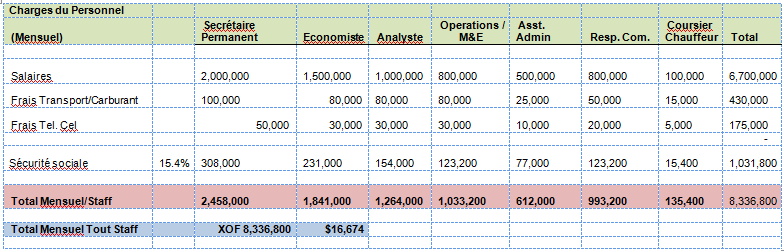 Charges du Personnel
(Mensuel) Secrétaire Permanent Economiste Analyste Operations / M&E Asst. Admin Resp. Com. Coursier Chauffeur Total
Salaires 2,000,000 1,500,000 1,000,000 800,000 500,000 800,000 100,000 6,700,000
Frais Transport/Carburant 100,000 80,000 80,000 80,000 25,000 50,000 15,000 430,000
Frais Tel. Cel 50,000 30,000 30,000 30,000 10,000 20,000 5,000 175,000
-
Sécurité sociale 15.4% 308,000 231,000 154,000 123,200 77,000 123,200 15,400 1,031,800
Total Mensuel/Staff 2,458,000 1,841,000 1,264,000 1,033,200 612,000 993,200 135,400 8,336,800
Total Mensuel Tout Staff XOF 8,336,800 $16,674